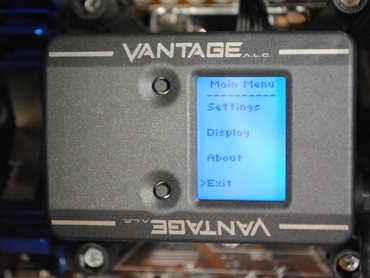 VANTAGE A.L.C.
Main Menu
Settings
Display
About
>Exit
VANTAGE A.L.C.